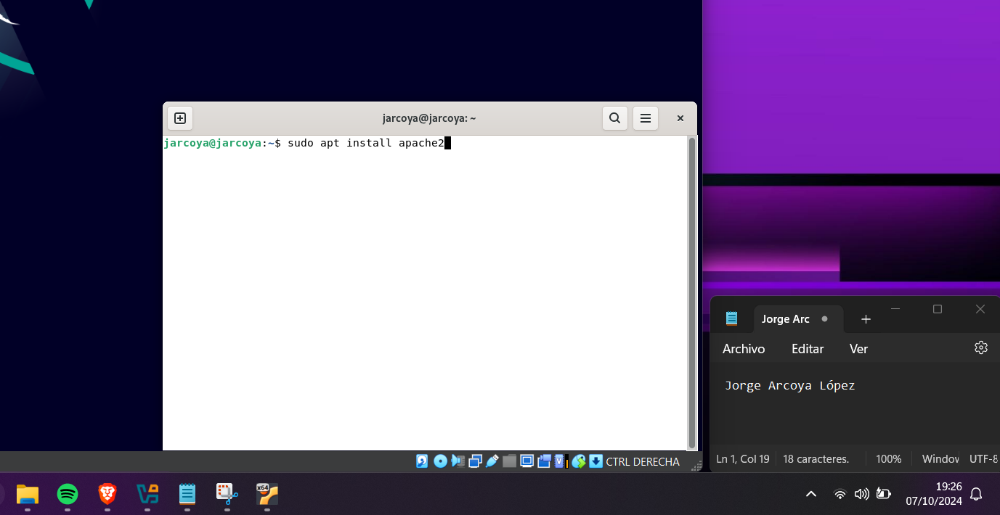 jarcoya@jarcoya: ~
jarcoya@jarcoya:~$ sudo apt install apache2
Jorge Arc
Archivo Editar Ver
Jorge Arcoya López
Ln 1, Col 19 18 caracteres. 100% Window UTF-8
CTRL DERECHA
x64
19:26
07/10/2024